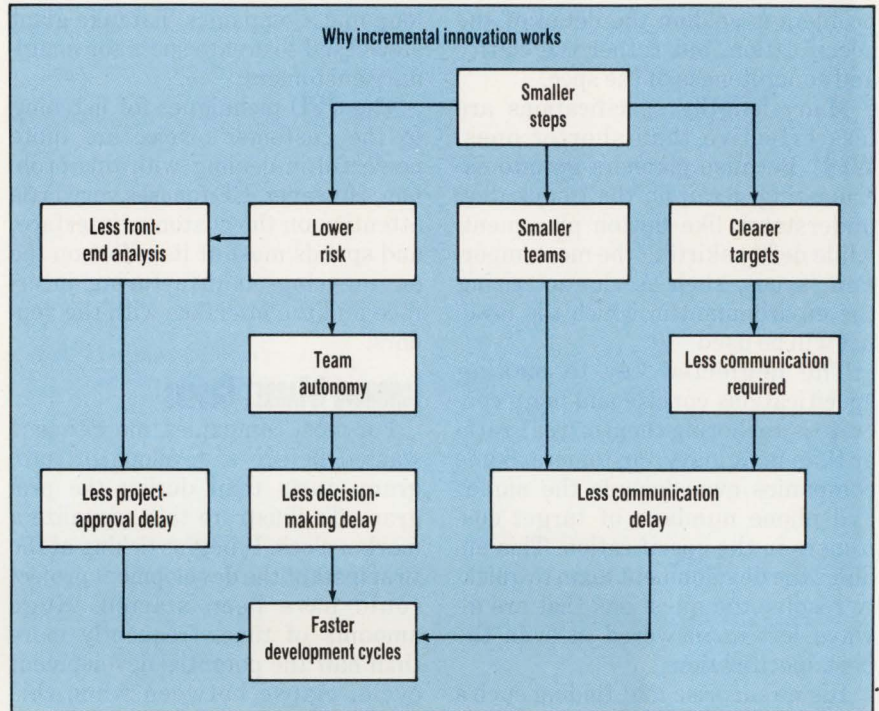 Why incremental innovation works
Smaller
steps
Less front-
end analysis
Lower
risk
Smaller
teams
Clearer
targets
Team
autonomy
Less communication
required
Less project-
approval delay
Less decision-
making delay
Less communication
delay
Faster
development cycles